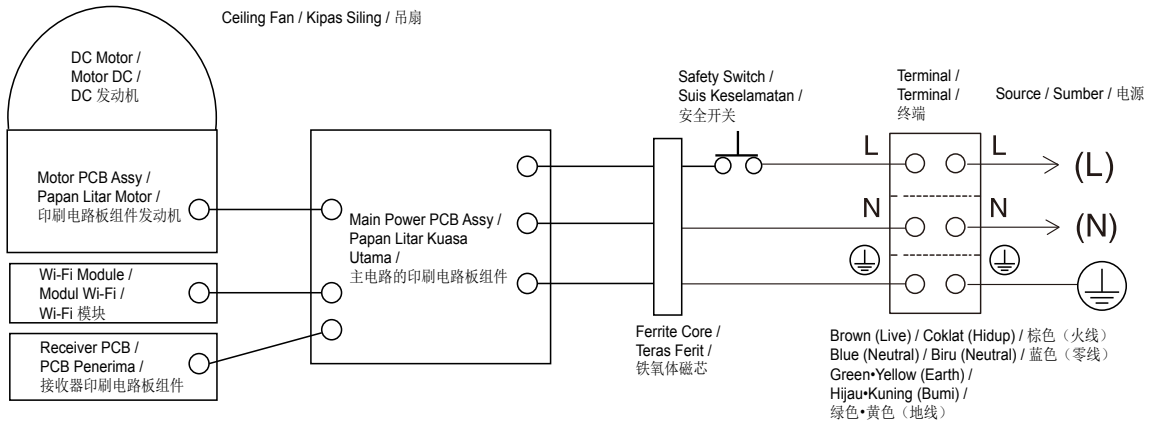 Ceiling Fan / Kipas Siling / 吊扇
DC Motor /
Motor DC /
DC 发动机
Motor PCB Assy /
Papan Litar Motor /
印刷电路板组件发动机
Wi-Fi Module /
Modul Wi-Fi /
Wi-Fi 模块
Receiver PCB /
PCB Penerima /
接收器印刷电路板组件
Main Power PCB Assy /
Papan Litar Kuasa
Utama /
主电路的印刷电路板组件
Ferrite Core /
Teras Ferit /
铁氧体磁芯
Safety Switch /
Suis Keselamatan /
安全开关
Terminal /
Terminal /
终端
Source / Sumber / 电源
L
L
(L)
N
N
(N)
Brown (Live) / Coklat (Hidup) / 棕色（火线）
Blue (Neutral) / Biru (Neutral) / 蓝色（零线）
Green•Yellow (Earth) /
Hijau•Kuning (Bumi) /
绿色•黄色（地线）